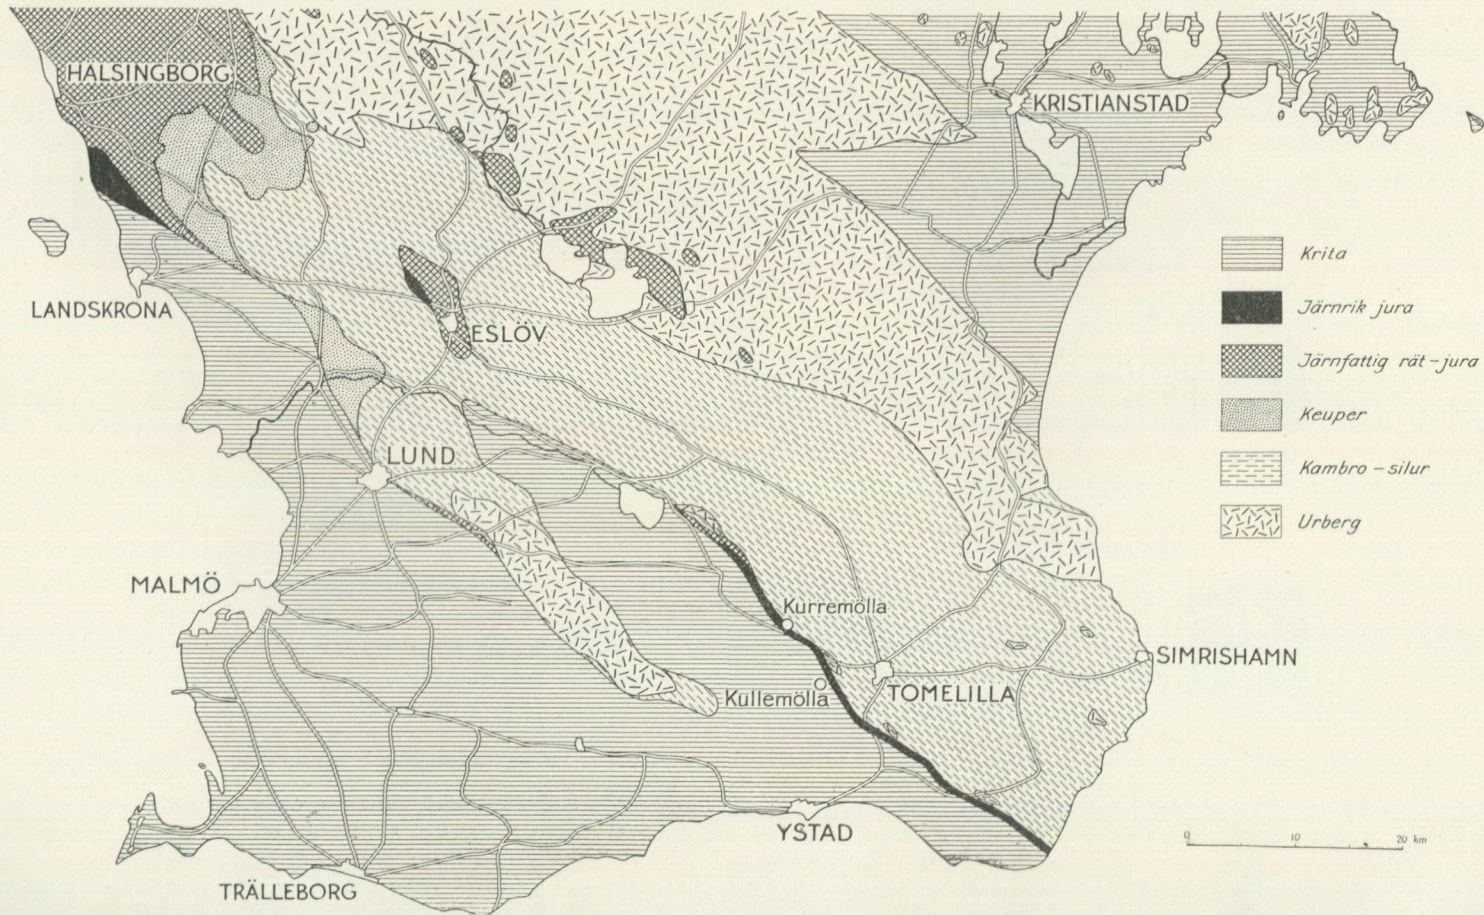 HÄLSINGBORG
KRISTIANSTAD
LANDSKRONA
ESLÖV
LUND
MALMÖ
Kurremölla
SIMRISHAMN
Kullemölla
TOMELILLA
YSTAD
TRÄLLEBORG
Krita
Järnrik jura
Järnfattig rät-jura
Keuper
Kambro-silur
Urberg
0 10 20 km